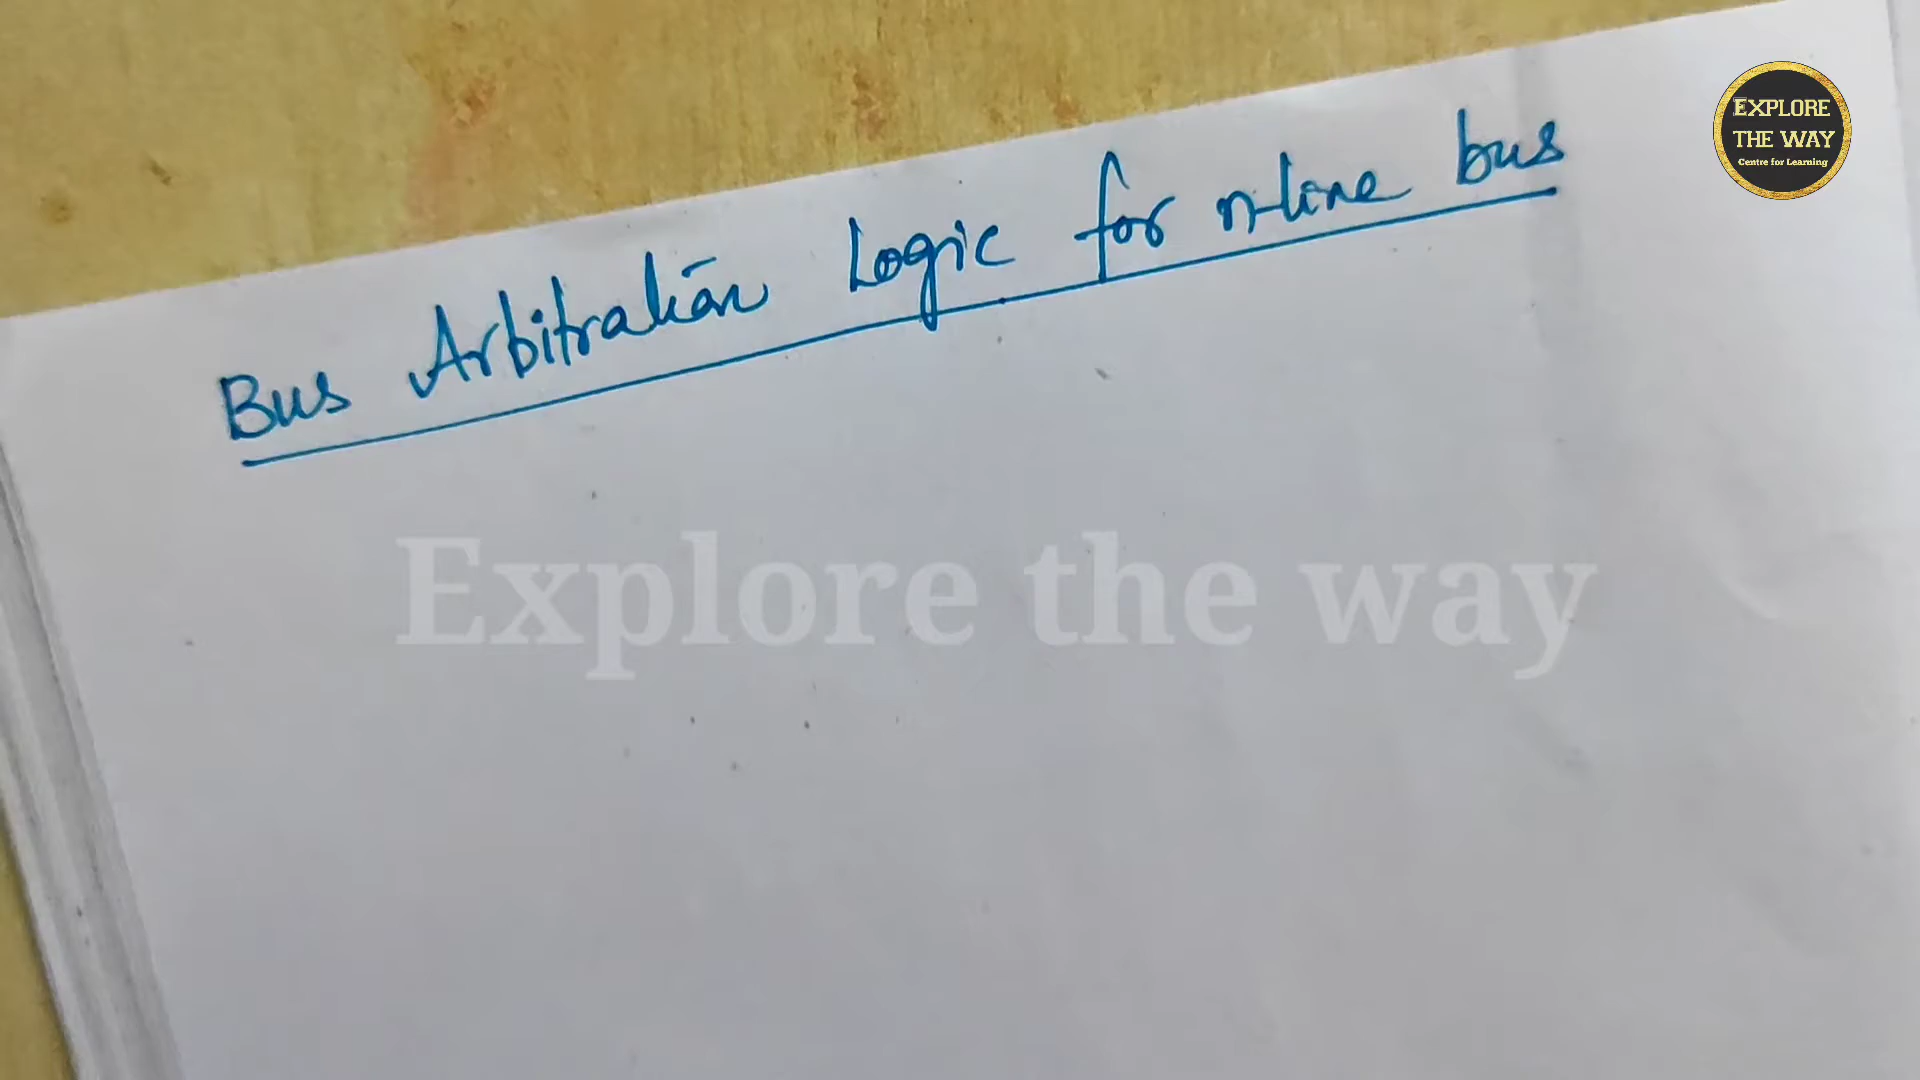 Bus Arbitration Logic for n-line bus
EXPLORE
THE WAY
Centre for Learning
Explore the way